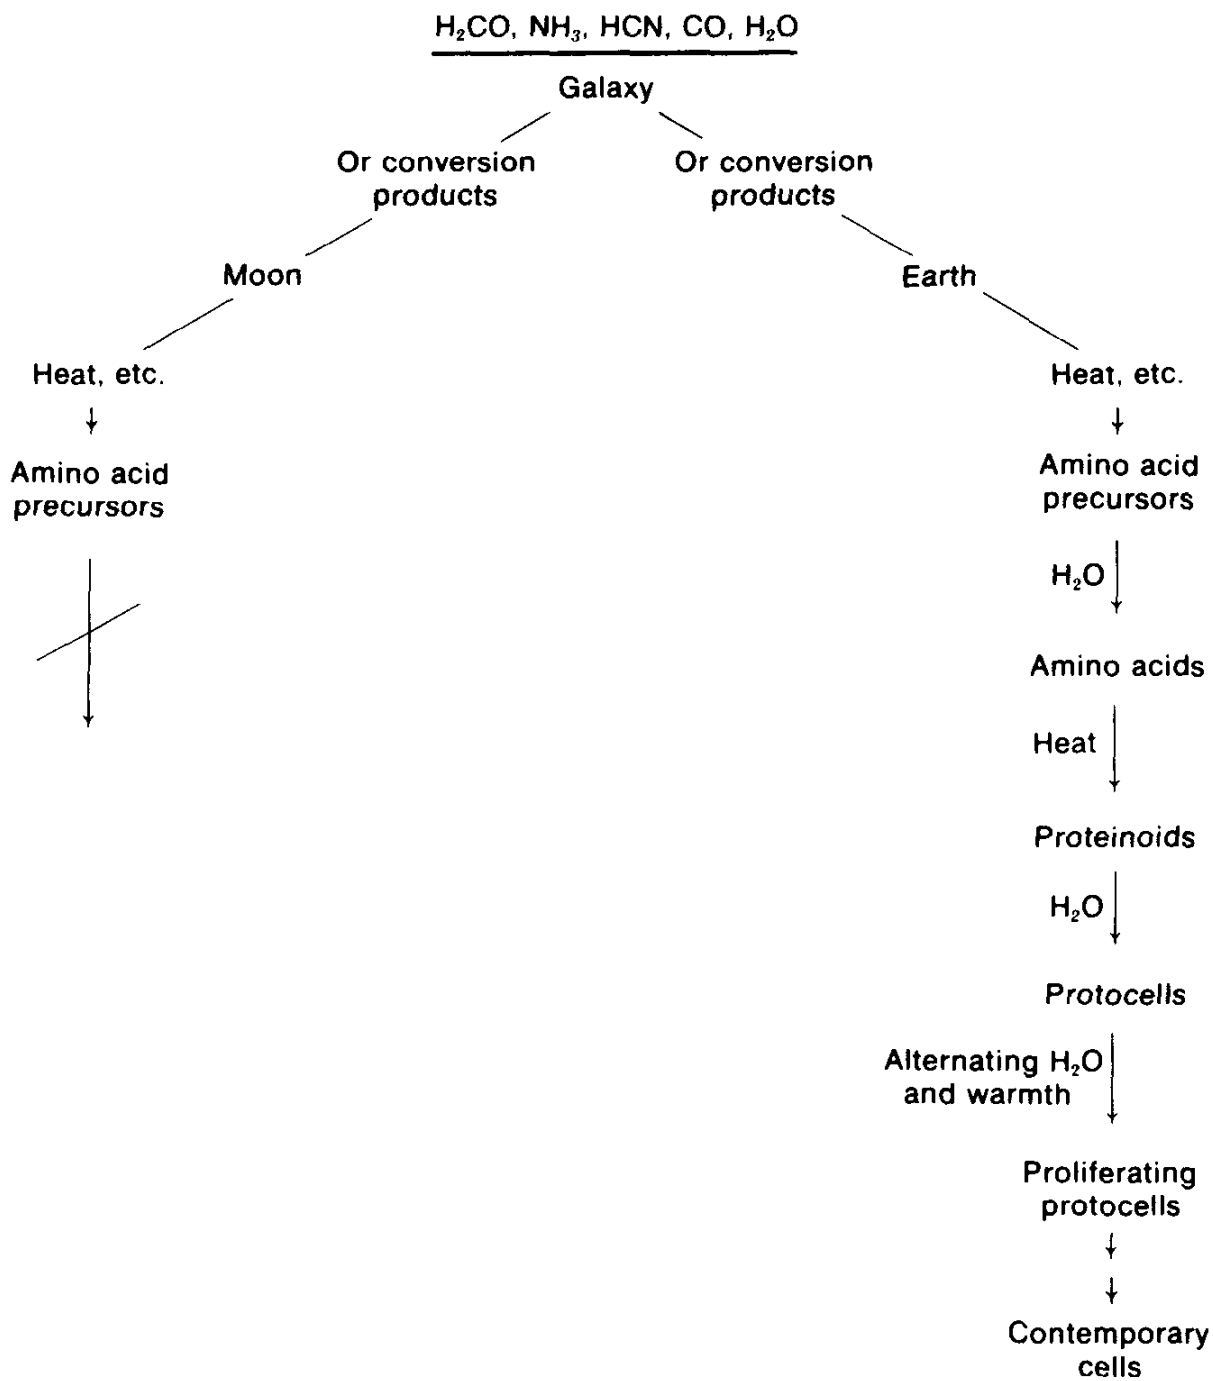 H₂CO, NH₃, HCN, CO, H₂O
Galaxy
Or conversion
products
Or conversion
products
Moon
Earth
Heat, etc.
Amino acid
precursors
Heat, etc.
Amino acid
precursors
H₂O
Amino acids
Heat
Proteinoids
H₂O
Protocells
Alternating H₂O
and warmth
Proliferating
protocells
Contemporary
cells